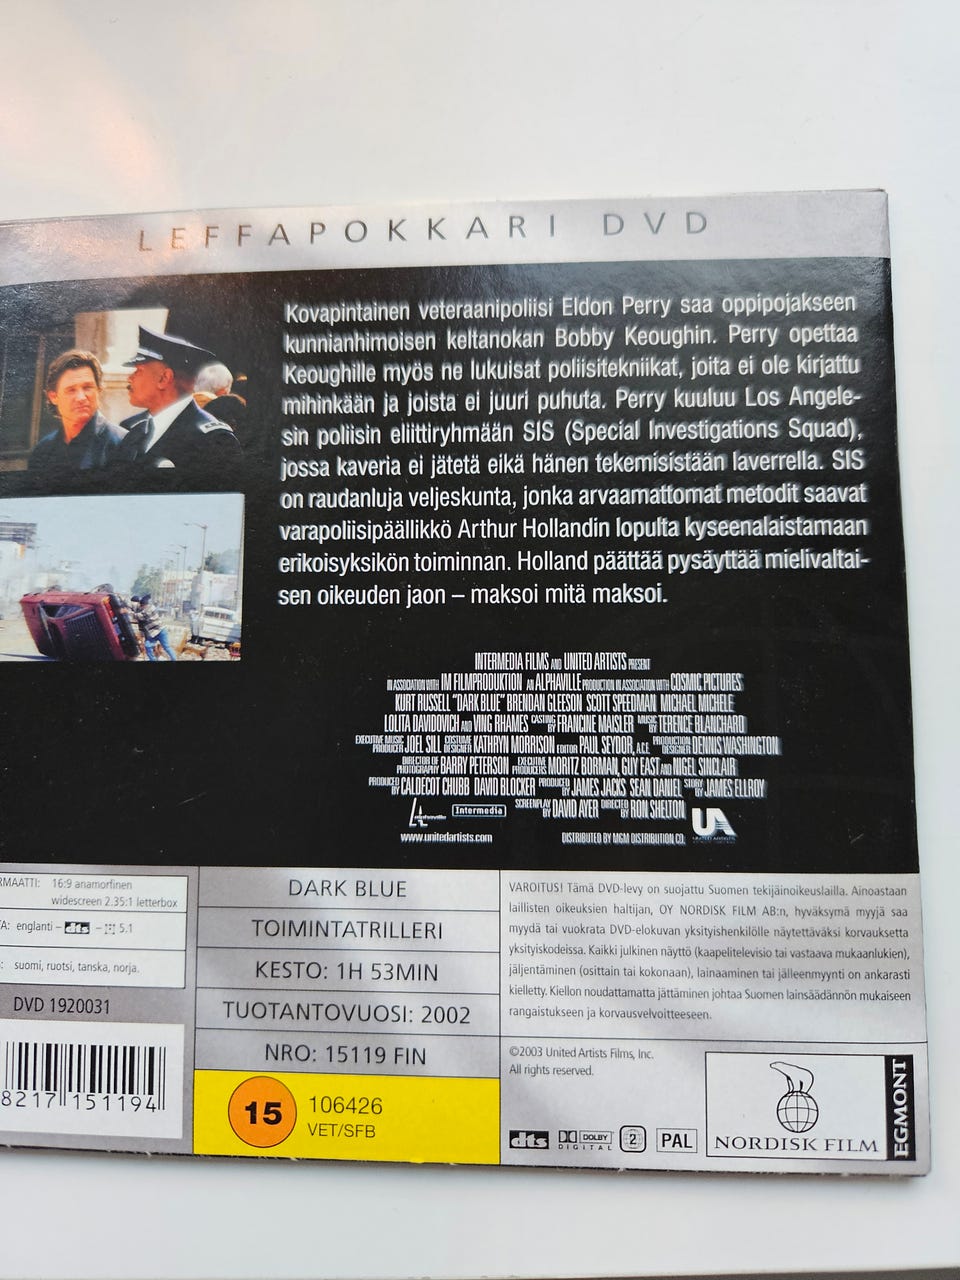 LEFFAPOKKARI DVD
Kovapintainen veteraanipoliisi Eldon Perry saa oppipojakseen
kunnianhimoisen keltanokan Bobby Keoughin. Perry opettaa
Keoughille myös ne lukuisat poliisitekniikat, joita ei ole kirjattu
mihinkään ja joista ei juuri puhuta. Perry kuuluu Los Angele-
sin poliisin eliittiryhmään SIS (Special Investigations Squad),
jossa kaveria ei jätetä eikä hänen tekemisistään laverrella. SIS
on raudanluja veljeskunta, jonka arvaamattomat metodit saavat
varapoliisipäällikkö Arthur Hollandin lopulta kyseenalaistamaan
erikoisyksikön toiminnan. Holland päättää pysäyttää mielivaltai-
sen oikeuden jaon – maksoi mitä maksoi.
INTERMEDIA FILMS AND UNITED ARTISTS PRESENT
IN ASSOCIATION WITH IM FILMPRODUKTION AN ALPHAVILLE PRODUCTION IN ASSOCIATION WITH COSMIC PICTURES
KURT RUSSELL "DARK BLUE" BRENDAN GLEESON SCOTT SPEEDMAN MICHAEL MICHELE
LOLITA DAVIDOVICH AND VING RHAMES CASTING BY FRANCINE MAISLER MUSIC BY TERENCE BLANCHARD
EXECUTIVE MUSIC PRODUCER JOEL SILL COSTUME DESIGNER KATHRYN MORRISON EDITOR PAUL SEYDOR, A.C.E. PRODUCTION DESIGNER DENNIS WASHINGTON
DIRECTOR OF PHOTOGRAPHY BARRY PETERSON EXECUTIVE PRODUCERS MORITZ BORMAN, GUY EAST AND NIGEL SINCLAIR
PRODUCED BY CALDECOT CHUBB DAVID BLOCKER PRODUCED BY JAMES JACKS SEAN DANIEL STORY BY JAMES ELLROY
SCREENPLAY BY DAVID AYER DIRECTED BY RON SHELTON
alphaville Intermedia UA UNITED ARTISTS
www.unitedartists.com DISTRIBUTED BY MGM DISTRIBUTION CO.
RMAATTI: 16:9 anamorfinen
widescreen 2.35:1 letterbox
A: englanti – dts – 5.1
: suomi, ruotsi, tanska, norja.
DVD 1920031
8217 151194
DARK BLUE
TOIMINTATRILLERI
KESTO: 1H 53MIN
TUOTANTOVUOSI: 2002
NRO: 15119 FIN
15 106426
VET/SFB
VAROITUS! Tämä DVD-levy on suojattu Suomen tekijäinoikeuslailla. Ainoastaan
laillisten oikeuksien haltijan, OY NORDISK FILM AB:n, hyväksymä myyjä saa
myydä tai vuokrata DVD-elokuvan yksityishenkilölle näytettäväksi korvauksetta
yksityiskodeissa. Kaikki julkinen näyttö (kaapelitelevisio tai vastaava mukaanlukien),
jäljentäminen (osittain tai kokonaan), lainaaminen tai jälleenmyynti on ankarasti
kielletty. Kiellon noudattamatta jättäminen johtaa Suomen lainsäädännön mukaiseen
rangaistukseen ja korvausvelvoitteeseen.
©2003 United Artists Films, Inc.
All rights reserved.
dts DOLBY DIGITAL 2 PAL
NORDISK FILM
EGMONT